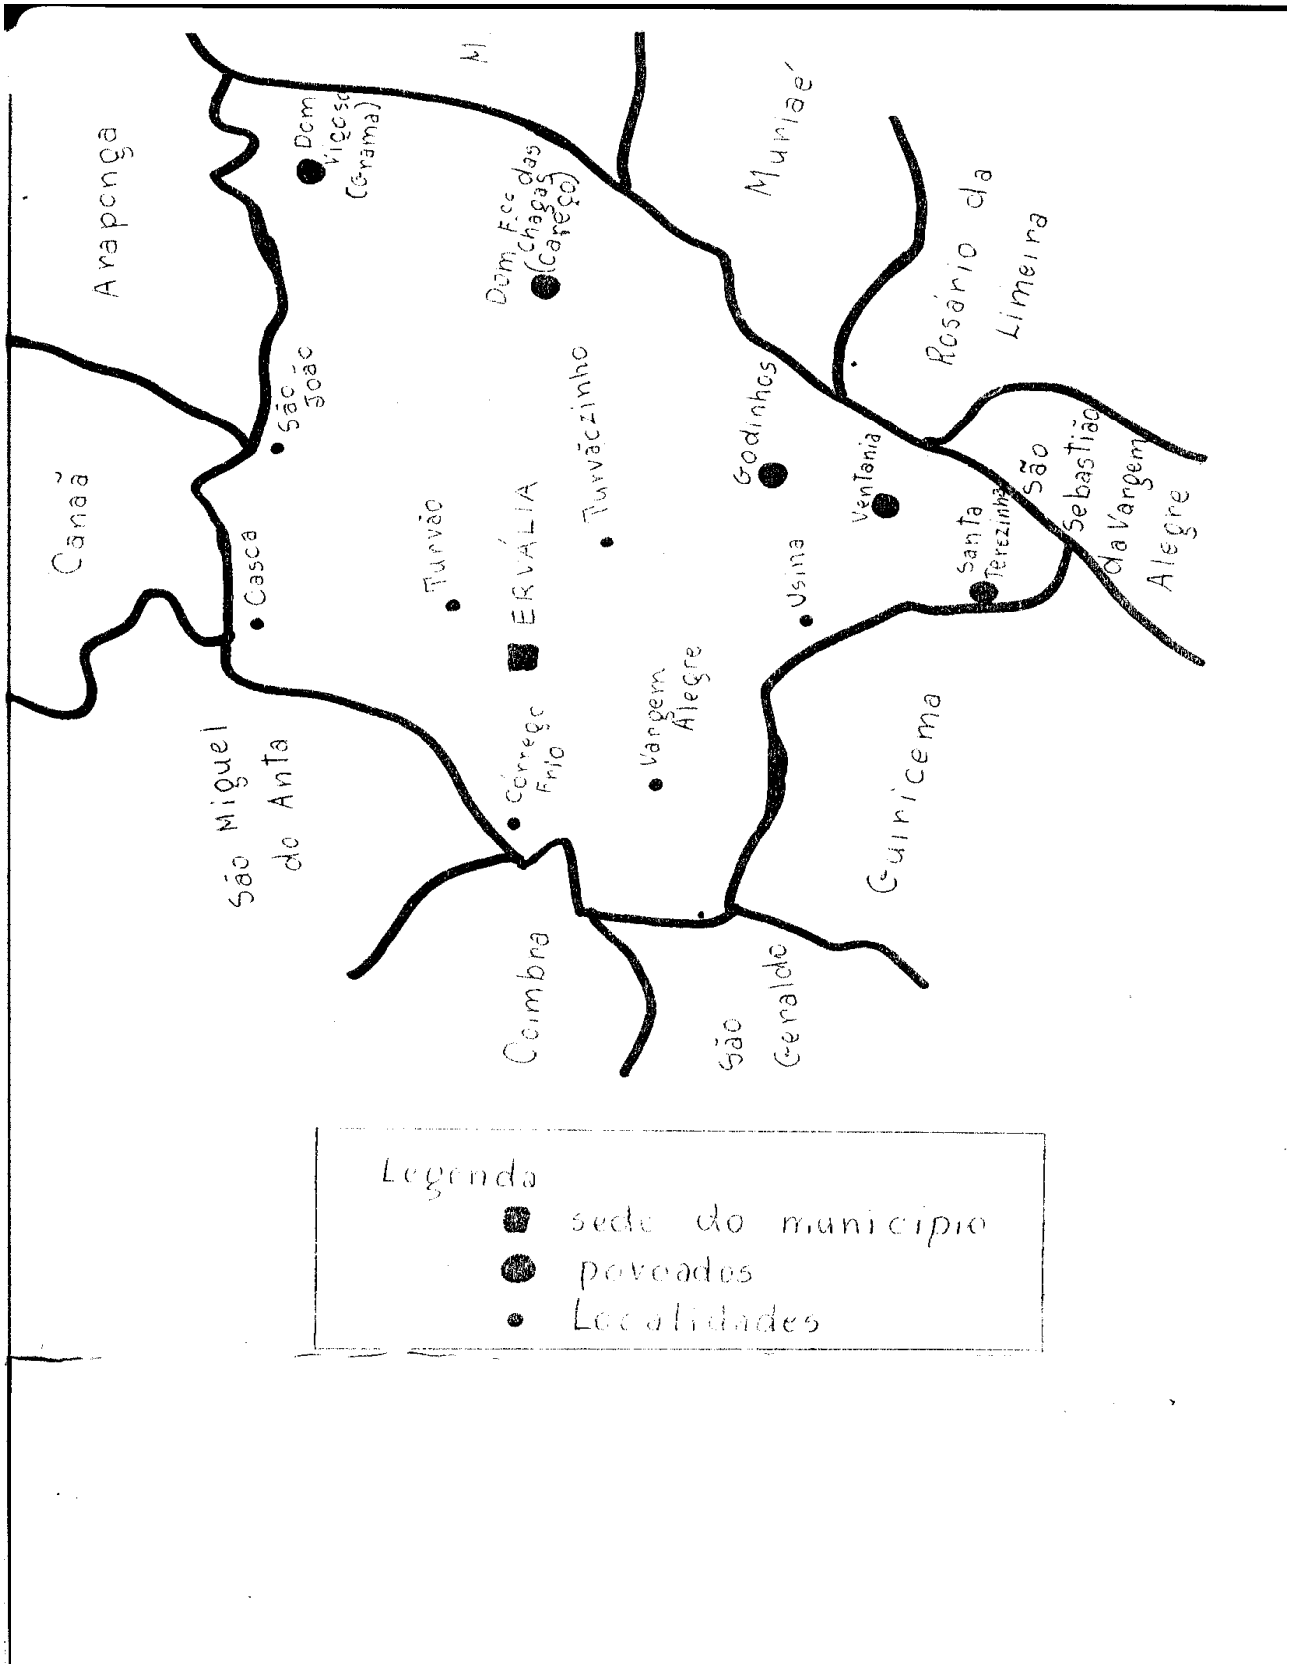 M
Araponga
Dom
Viçoso
(Grama)
Muriaé
Dom Fco das
Chagas
(Careço)
Rosário da
Limeira
São
João
Canaã
Turvãczinho
Godinhos
Casca
Turvão
ERVÁLIA
Ventania
Santa
Terezinha
São
Sebastião
da Vargem
Alegre
Usina
São Miguel
do Anta
Córrego
Frio
Vargem
Alegre
Guiricema
Coimbra
São
Geraldo
Legenda
sede do município
povoados
Localidades